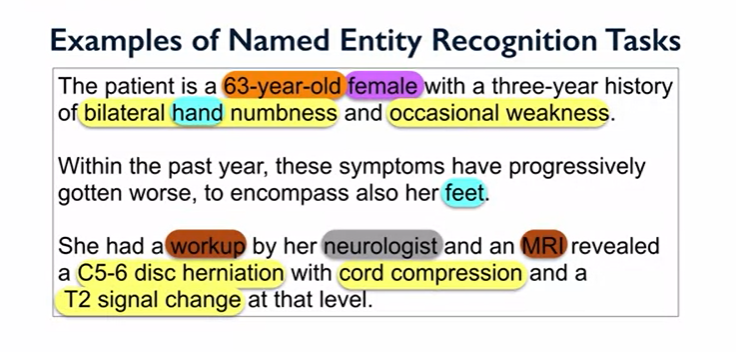 Examples of Named Entity Recognition Tasks
The patient is a 63-year-old female with a three-year history
of bilateral hand numbness and occasional weakness.
Within the past year, these symptoms have progressively
gotten worse, to encompass also her feet.
She had a workup by her neurologist and an MRI revealed
a C5-6 disc herniation with cord compression and a
T2 signal change at that level.